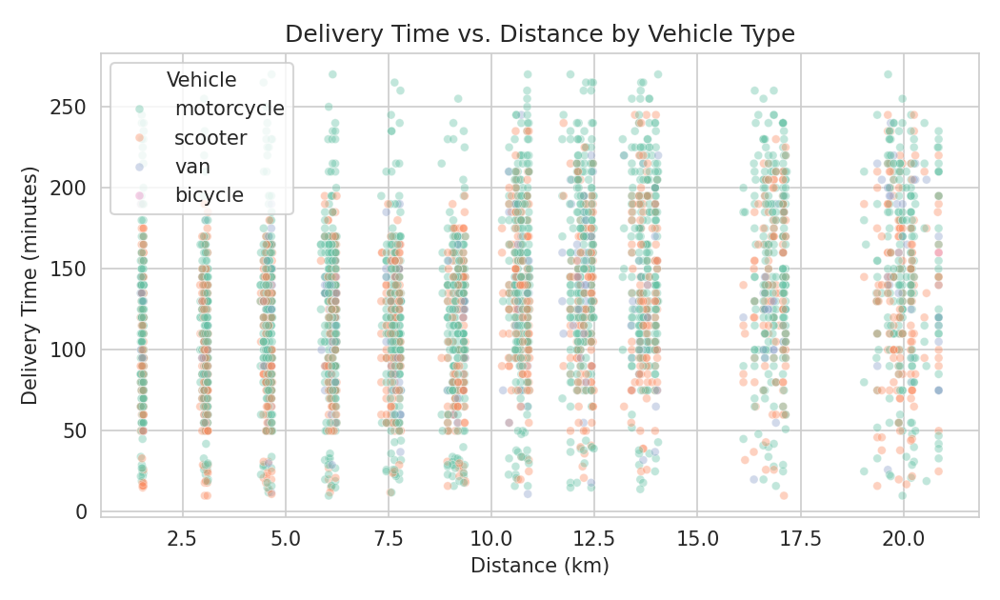 Delivery Time vs. Distance by Vehicle Type
Vehicle
motorcycle
scooter
van
bicycle
250
200
150
100
50
0
Delivery Time (minutes)
2.5 5.0 7.5 10.0 12.5 15.0 17.5 20.0
Distance (km)